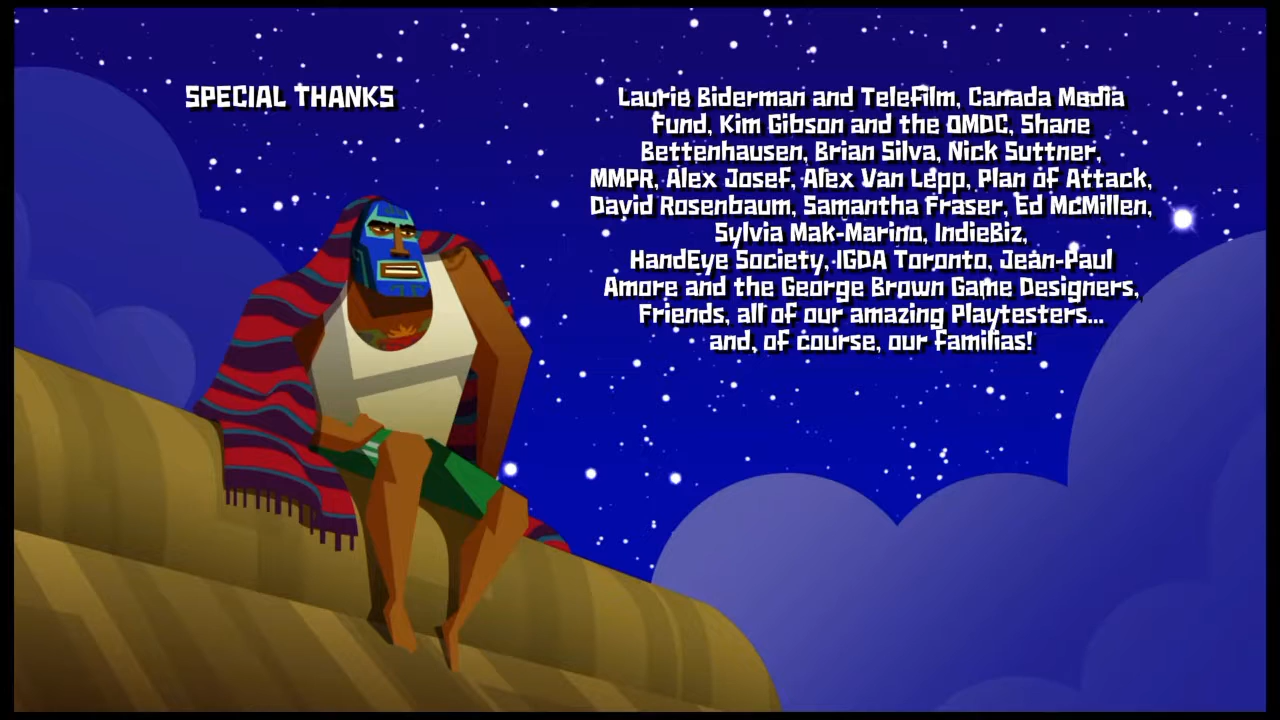 SPECIAL THANKS
Laurie Biderman and Telefilm, Canada Media
Fund, Kim Gibson and the OMDC, Shane
Bettenhausen, Brian Silva, Nick Suttner,
MMPR, Alex Josef, Alex Van Lepp, Plan of Attack,
David Rosenbaum, Samantha Fraser, Ed McMillen,
Sylvia Mak-Marino, IndieBiz,
HandEye Society, IGDA Toronto, Jean-Paul
Amore and the George Brown Game Designers,
Friends, all of our amazing Playtesters...
and, of course, our familias!